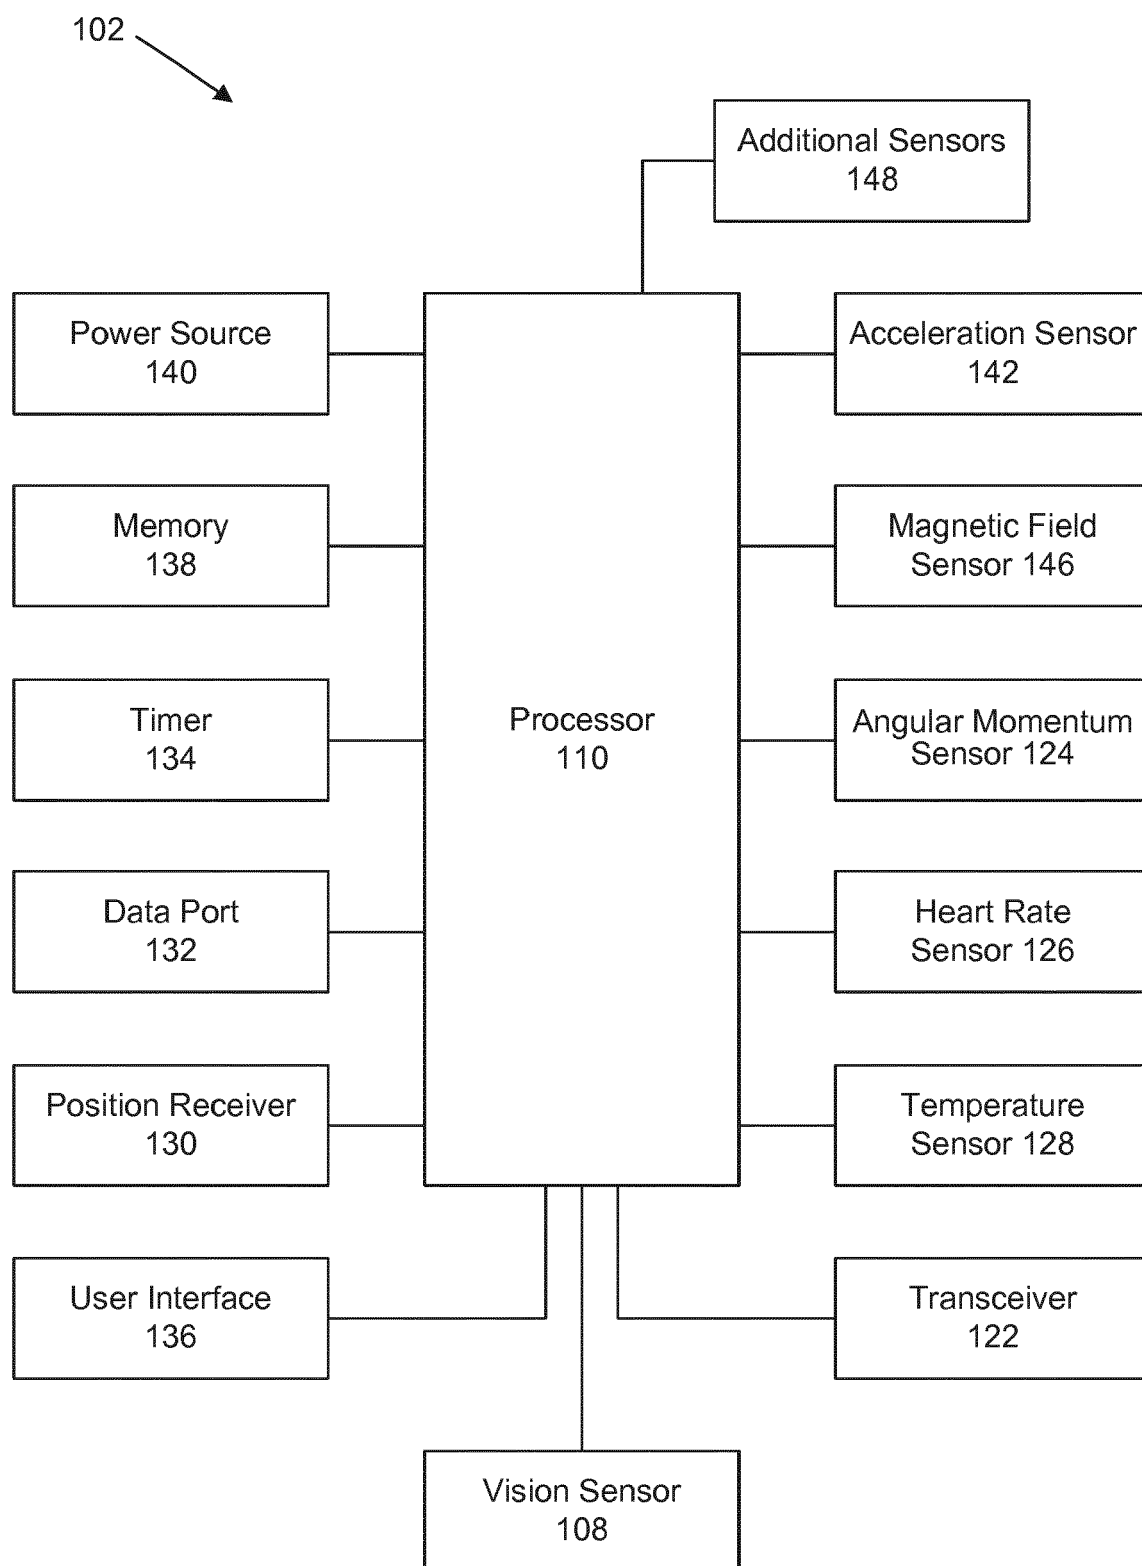 102
Additional Sensors
148
Power Source
140
Acceleration Sensor
142
Memory
138
Magnetic Field
Sensor 146
Timer
134
Processor
110
Angular Momentum
Sensor 124
Data Port
132
Heart Rate
Sensor 126
Position Receiver
130
Temperature
Sensor 128
User Interface
136
Transceiver
122
Vision Sensor
108